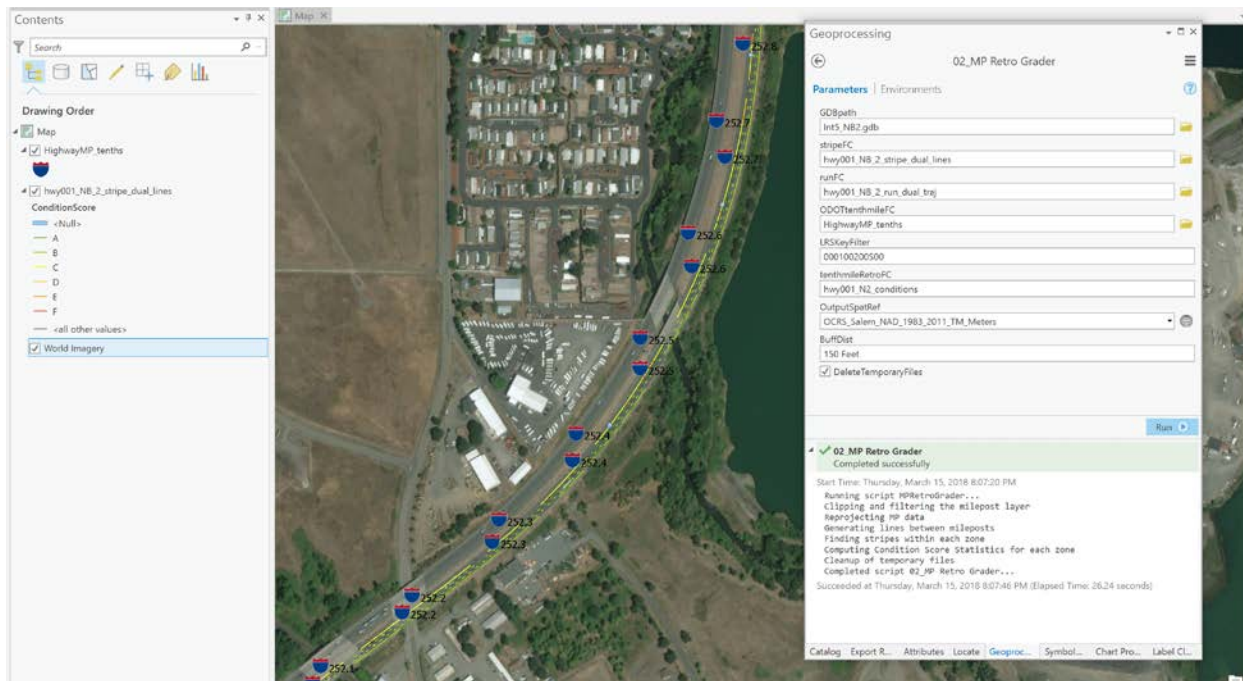 Contents
Search
Drawing Order
Map
HighwayMP_tenths
hwy001_NB_2_stripe_dual_lines
ConditionScore
<Null>
A
B
C
D
E
F
<all other values>
World Imagery
Map
252.8
252.7
252.7
252.6
252.6
252.5
252.5
252.4
252.4
252.3
252.3
252.2
252.2
252.1
Geoprocessing
02_MP Retro Grader
Parameters | Environments
GDBpath
Int5_NB2.gdb
stripeFC
hwy001_NB_2_stripe_dual_lines
runFC
hwy001_NB_2_run_dual_traj
ODOTtenthmileFC
HighwayMP_tenths
LRSKeyFilter
000100200S00
tenthmileRetroFC
hwy001_N2_conditions
OutputSpatRef
OCRS_Salem_NAD_1983_2011_TM_Meters
BuffDist
150 Feet
DeleteTemporaryFiles
Run
02_MP Retro Grader
Completed successfully
Start Time: Thursday, March 15, 2018 8:07:20 PM
Running script MPRetroGrader...
Clipping and filtering the milepost layer
Reprojecting MP data
Generating lines between mileposts
Finding stripes within each zone
Computing Condition Score Statistics for each zone
Cleanup of temporary files
Completed script 02_MP Retro Grader...
Succeeded at Thursday, March 15, 2018 8:07:46 PM (Elapsed Time: 26.24 seconds)
Catalog Export R... Attributes Locate Geoproc... Symbol... Chart Pro... Label Cl...